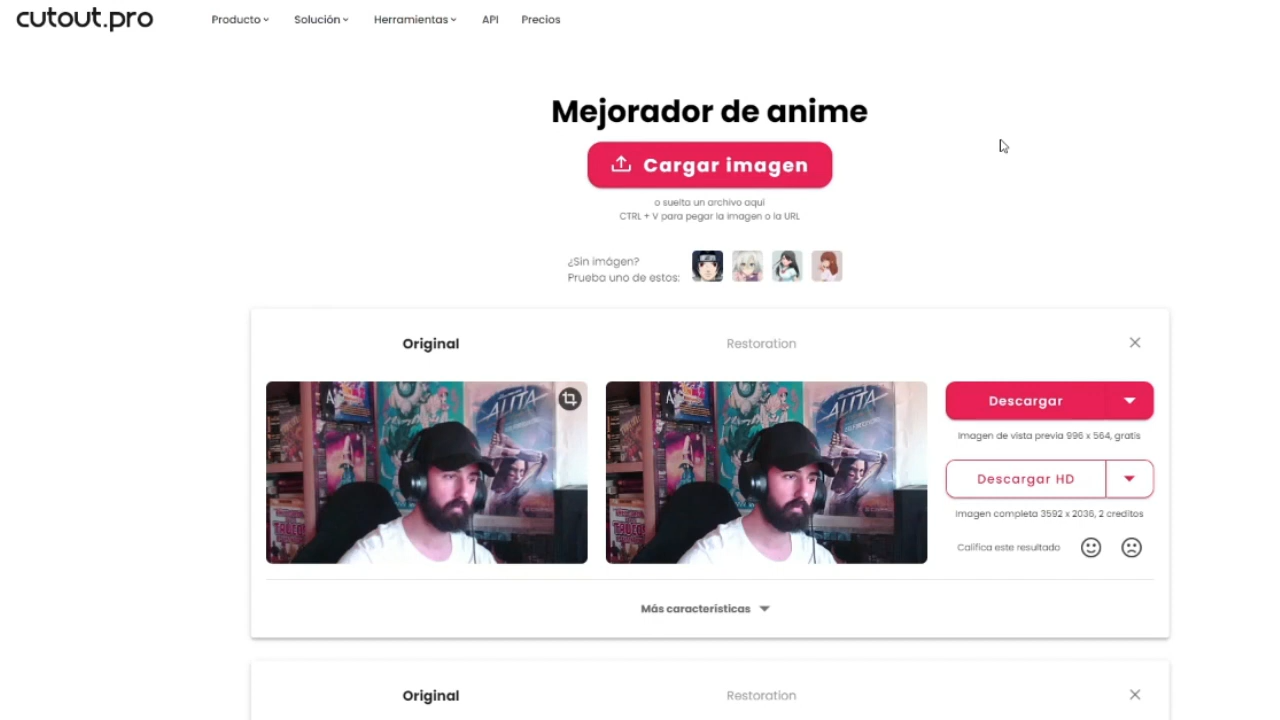 cutout.pro
Producto Solución Herramientas API Precios
Mejorador de anime
Cargar imagen
o suelta un archivo aquí
CTRL + V para pegar la imagen o la URL
¿Sin imágen?
Prueba uno de estos:
Original Restoration
ALITA
ALITA
Descargar
Imagen de vista previa 996 x 564, gratis
Descargar HD
Imagen completa 3592 x 2036, 2 creditos
Califica este resultado
Más características
Original Restoration